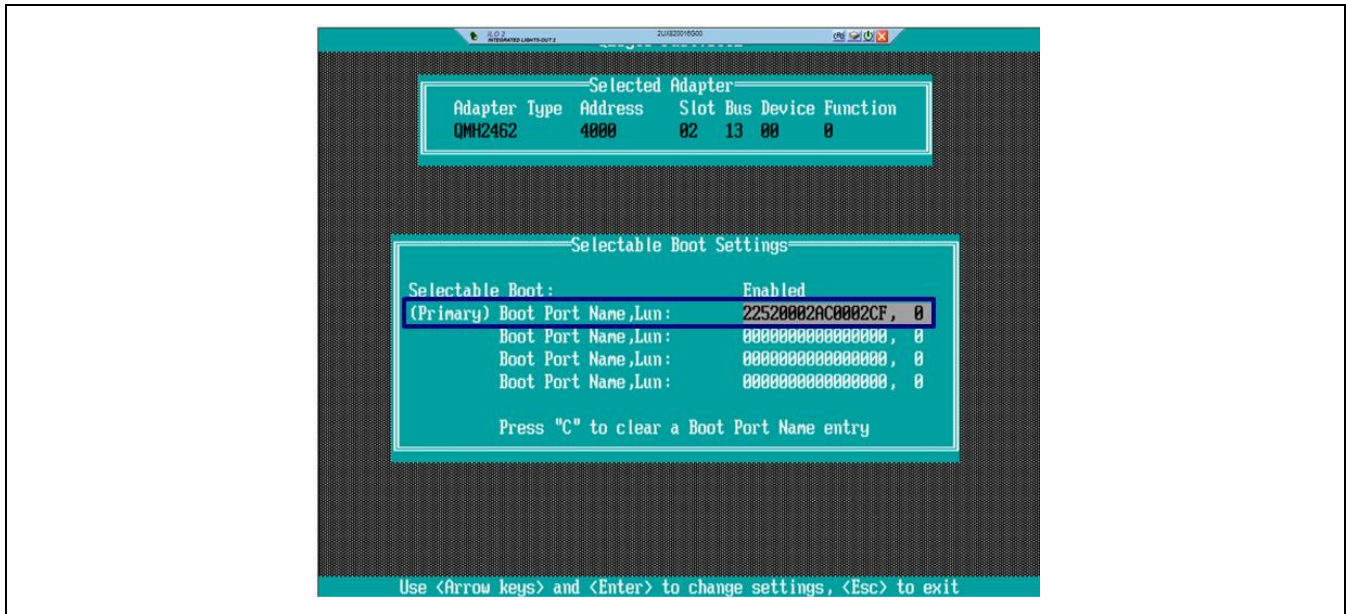 iLO 2
INTEGRATED LIGHTS-OUT 2
Selected Adapter
Adapter Type Address Slot Bus Device Function
QMH2462 4000 02 13 00 0
Selectable Boot Settings
Selectable Boot: Enabled
(Primary) Boot Port Name,Lun: 22520002AC0002CF, 0
Boot Port Name,Lun: 0000000000000000, 0
Boot Port Name,Lun: 0000000000000000, 0
Boot Port Name,Lun: 0000000000000000, 0
Press "C" to clear a Boot Port Name entry
Use <Arrow keys> and <Enter> to change settings, <Esc> to exit